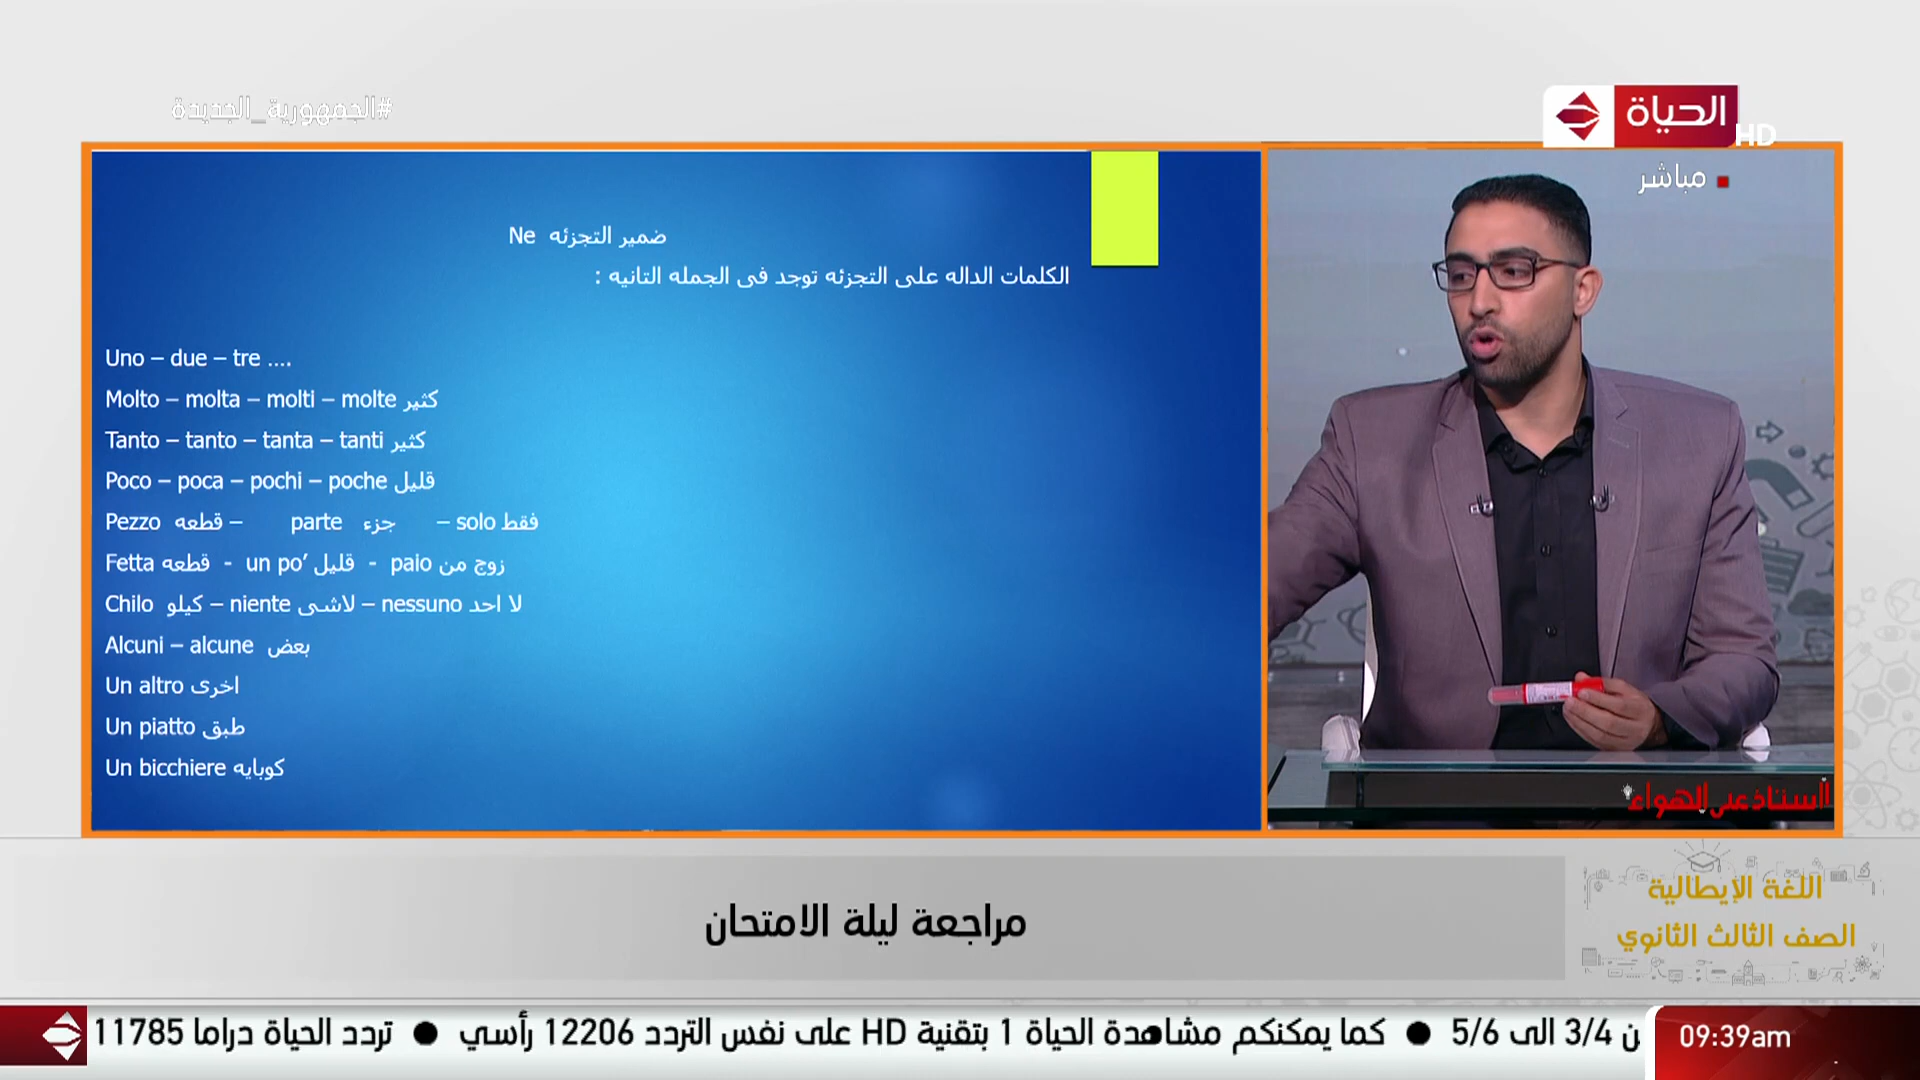 #الجمهورية_الجديدة
الحياة
HD
مباشر
ضمير التجزئه Ne
الكلمات الداله على التجزئه توجد فى الجمله التانيه :
Uno – due – tre ....
Molto – molta – molti – molte كثير
Tanto – tanto – tanta – tanti كثير
Poco – poca – pochi – poche قليل
Pezzo قطعه – parte جزء – solo فقط
Fetta قطعه - un po’ قليل - paio زوج من
Chilo كيلو – niente لاشى – nessuno لا احد
Alcuni – alcune بعض
Un altro اخرى
Un piatto طبق
Un bicchiere كوبايه
أستاذ على الهواء
مراجعة ليلة الامتحان
اللغة الإيطالية
الصف الثالث الثانوي
ن 3/4 الى 5/6 ● كما يمكنكم مشاهدة الحياة 1 بتقنية HD على نفس التردد 12206 رأسي ● تردد الحياة دراما 11785
09:39am